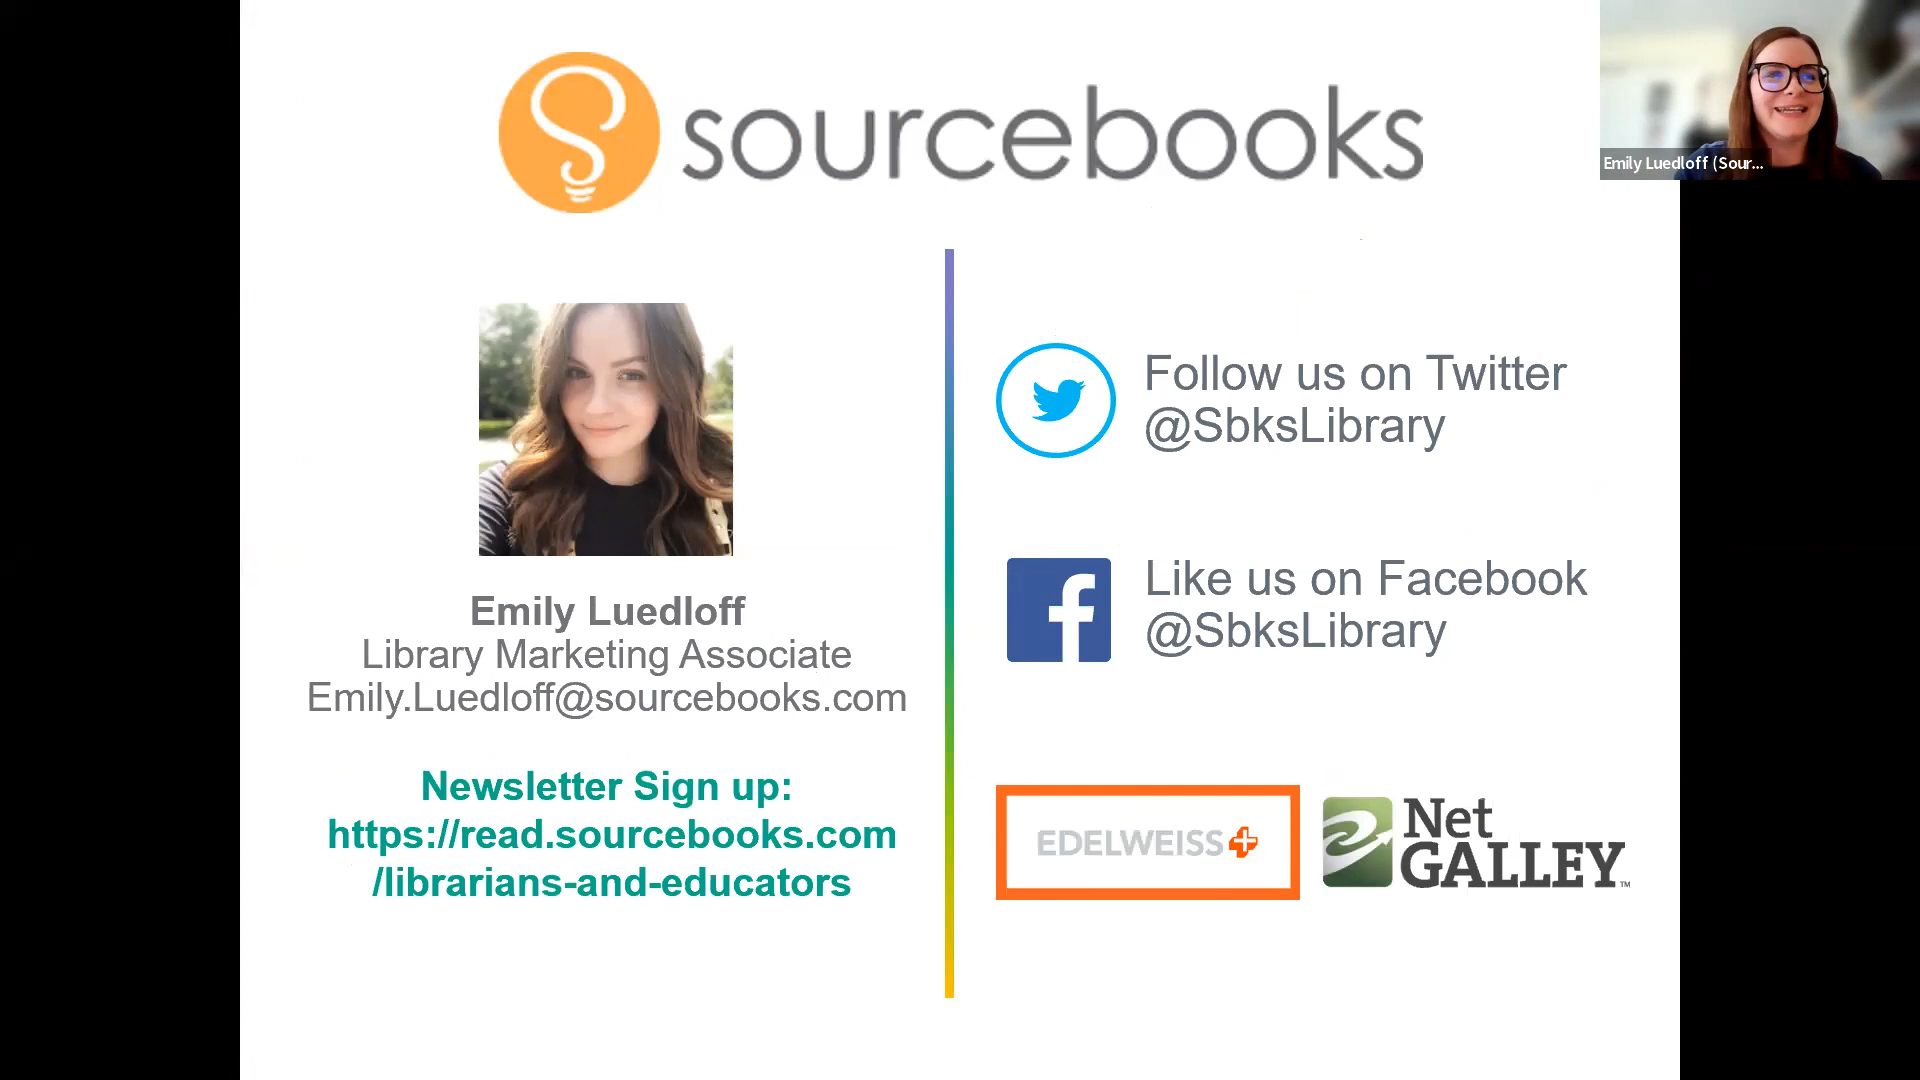 sourcebooks
Emily Luedloff (Sour...
Emily Luedloff
Library Marketing Associate
Emily.Luedloff@sourcebooks.com
Newsletter Sign up:
https://read.sourcebooks.com
/librarians-and-educators
Follow us on Twitter
@SbksLibrary
Like us on Facebook
@SbksLibrary
EDELWEISS+
Net
GALLEY™